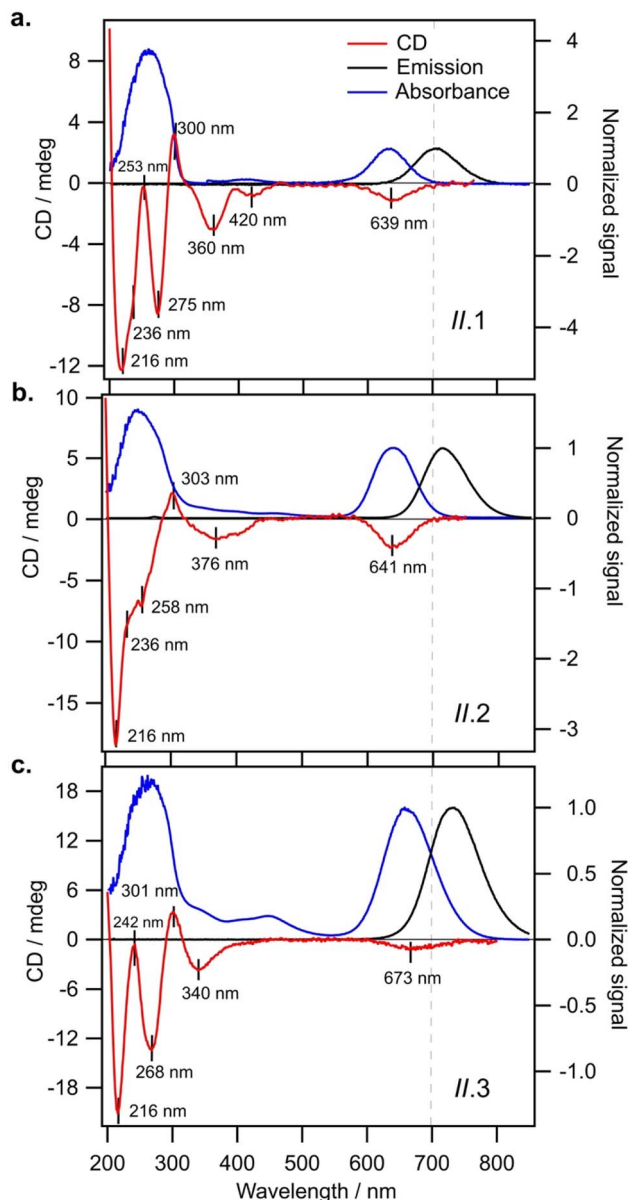 a.
CD
Emission
Absorbance
8
4
0
-4
-8
-12
CD / mdeg
4
2
0
-2
-4
Normalized signal
300 nm
253 nm
420 nm
639 nm
360 nm
275 nm
236 nm
216 nm
II.1
b.
10
5
0
-5
-10
-15
CD / mdeg
1
0
-1
-2
-3
Normalized signal
303 nm
376 nm
641 nm
258 nm
236 nm
216 nm
II.2
c.
18
12
6
0
-6
-12
-18
CD / mdeg
1.0
0.5
0.0
-0.5
-1.0
Normalized signal
301 nm
242 nm
340 nm
673 nm
268 nm
216 nm
II.3
200 300 400 500 600 700 800
Wavelength / nm